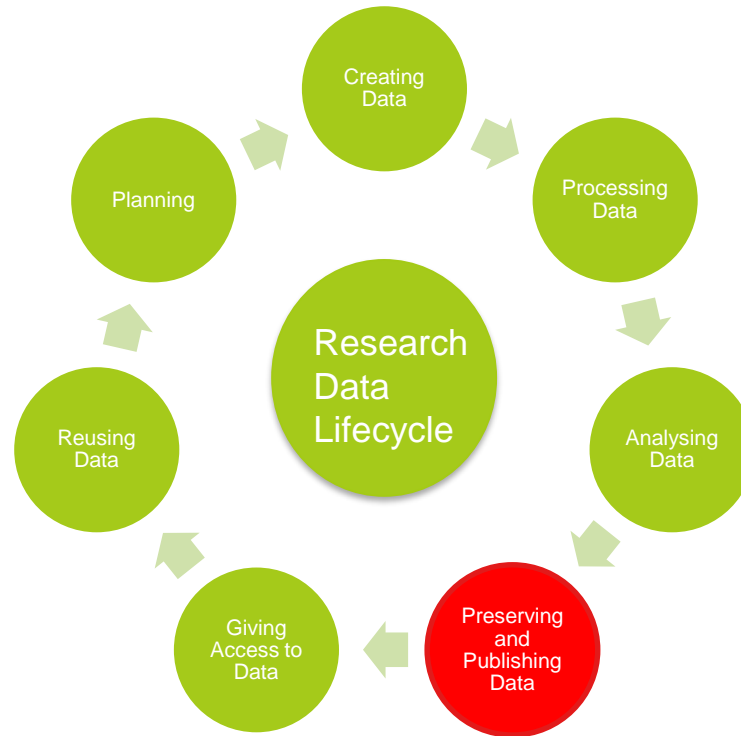 Creating
Data
Processing
Data
Analysing
Data
Preserving
and
Publishing
Data
Giving
Access to
Data
Reusing
Data
Planning
Research
Data
Lifecycle